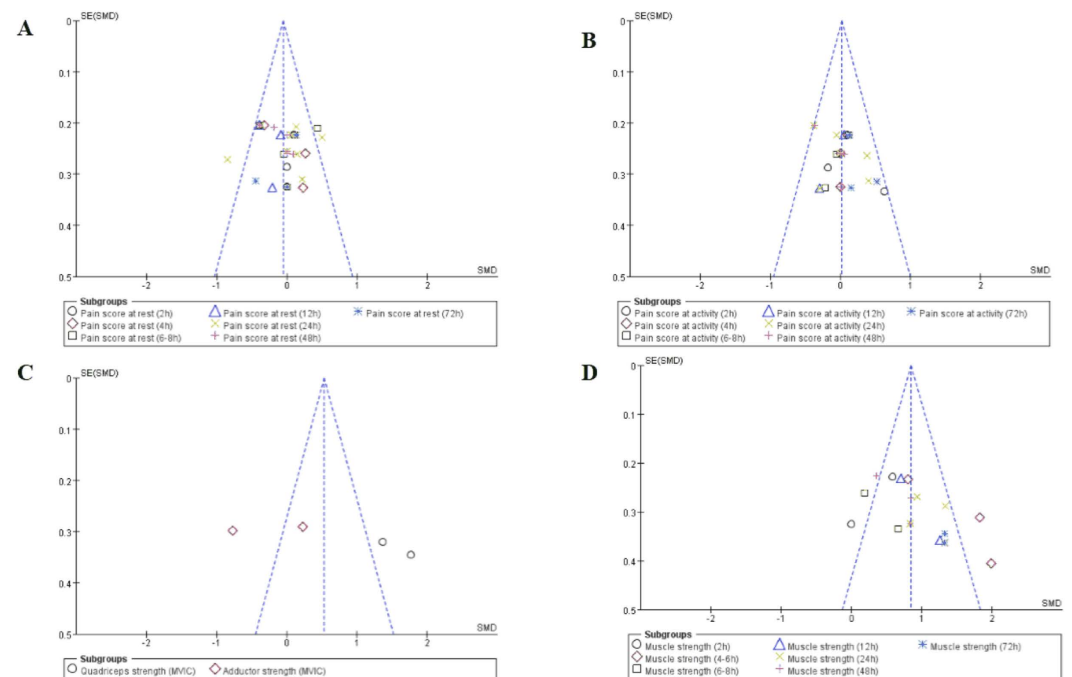 A
SE(SMD)
0
0.1
0.2
0.3
0.4
0.5
-2
-1
0
1
2
SMD
Subgroups
Pain score at rest (2h)
Pain score at rest (12h)
Pain score at rest (72h)
Pain score at rest (4h)
Pain score at rest (24h)
Pain score at rest (6-8h)
Pain score at rest (48h)
B
SE(SMD)
0
0.1
0.2
0.3
0.4
0.5
-2
-1
0
1
2
SMD
Subgroups
Pain score at activity (2h)
Pain score at activity (12h)
Pain score at activity (72h)
Pain score at activity (4h)
Pain score at activity (24h)
Pain score at activity (6-8h)
Pain score at activity (48h)
C
SE(SMD)
0
0.1
0.2
0.3
0.4
0.5
-2
-1
0
1
2
SMD
Subgroups
Quadriceps strength (MVIC)
Adductor strength (MVIC)
D
SE(SMD)
0
0.1
0.2
0.3
0.4
0.5
-2
-1
0
1
2
SMD
Subgroups
Muscle strength (2h)
Muscle strength (12h)
Muscle strength (72h)
Muscle strength (4-6h)
Muscle strength (24h)
Muscle strength (6-8h)
Muscle strength (48h)